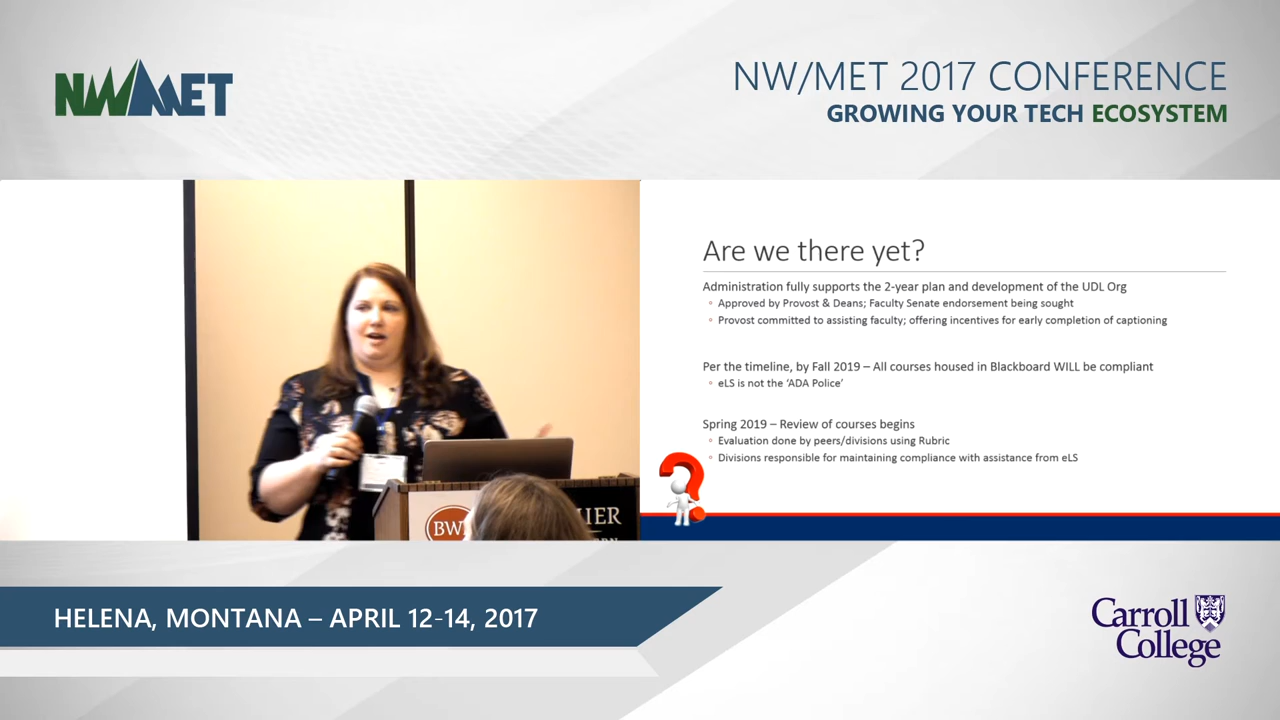 NWMET
NW/MET 2017 CONFERENCE
GROWING YOUR TECH ECOSYSTEM
Are we there yet?
Administration fully supports the 2-year plan and development of the UDL Org
Approved by Provost & Deans; Faculty Senate endorsement being sought
Provost committed to assisting faculty; offering incentives for early completion of captioning
Per the timeline, by Fall 2019 – All courses housed in Blackboard WILL be compliant
eLS is not the ‘ADA Police’
Spring 2019 – Review of courses begins
Evaluation done by peers/divisions using Rubric
Divisions responsible for maintaining compliance with assistance from eLS
BW
HELENA, MONTANA – APRIL 12-14, 2017
Carroll
College